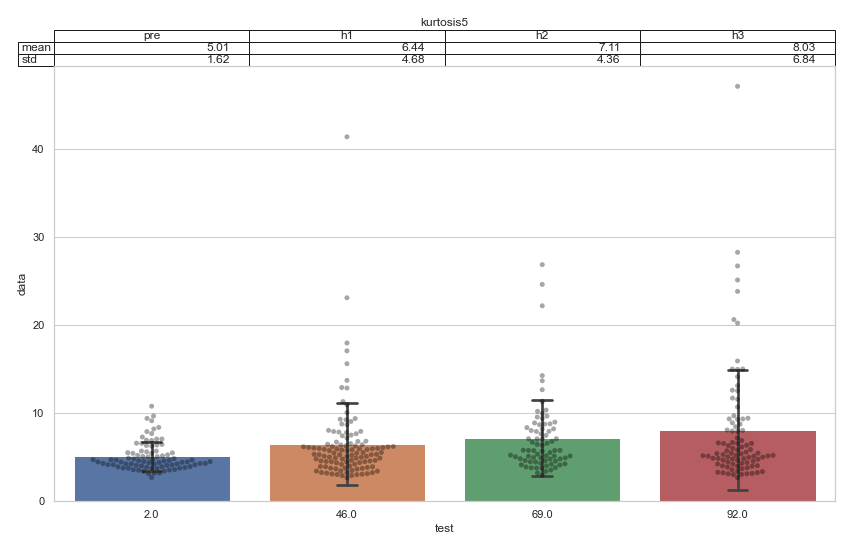 kurtosis5
pre h1 h2 h3
mean 5.01 6.44 7.11 8.03
std 1.62 4.68 4.36 6.84
40
30
20
10
0
data
2.0 46.0 69.0 92.0
test